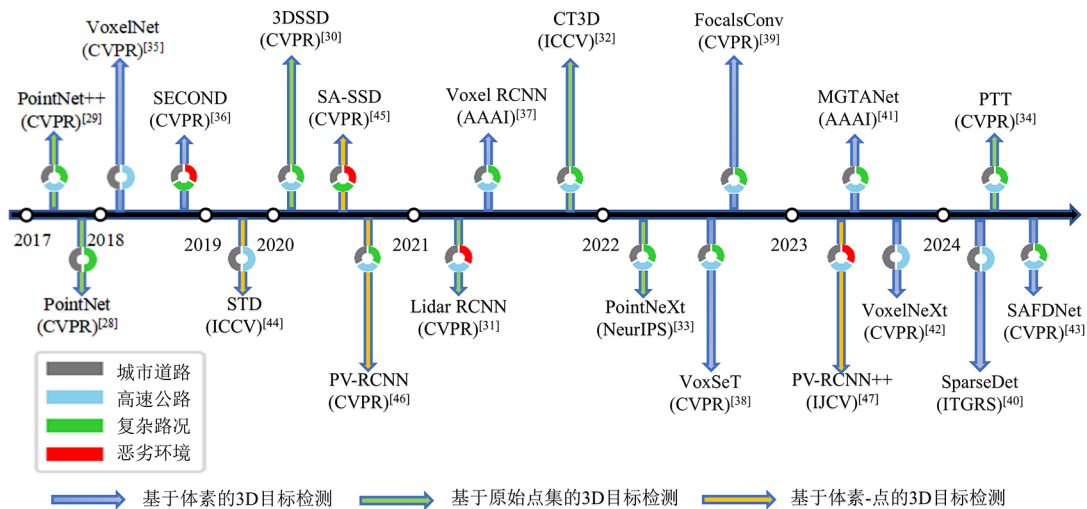 VoxelNet
(CVPR)[35]
3DSSD
(CVPR)[30]
CT3D
(ICCV)[32]
FocalsConv
(CVPR)[39]
PointNet++
(CVPR)[29]
SECOND
(CVPR)[36]
SA-SSD
(CVPR)[45]
Voxel RCNN
(AAAI)[37]
MGTANet
(AAAI)[41]
PTT
(CVPR)[34]
2017
2018
2019
2020
2021
2022
2023
2024
PointNet
(CVPR)[28]
STD
(ICCV)[44]
Lidar RCNN
(CVPR)[31]
PointNeXt
(NeurIPS)[33]
VoxelNeXt
(CVPR)[42]
SAFDNet
(CVPR)[43]
PV-RCNN
(CVPR)[46]
VoxSeT
(CVPR)[38]
PV-RCNN++
(IJCV)[47]
SparseDet
(ITGRS)[40]
城市道路
高速公路
复杂路况
恶劣环境
基于体素的3D目标检测
基于原始点集的3D目标检测
基于体素-点的3D目标检测